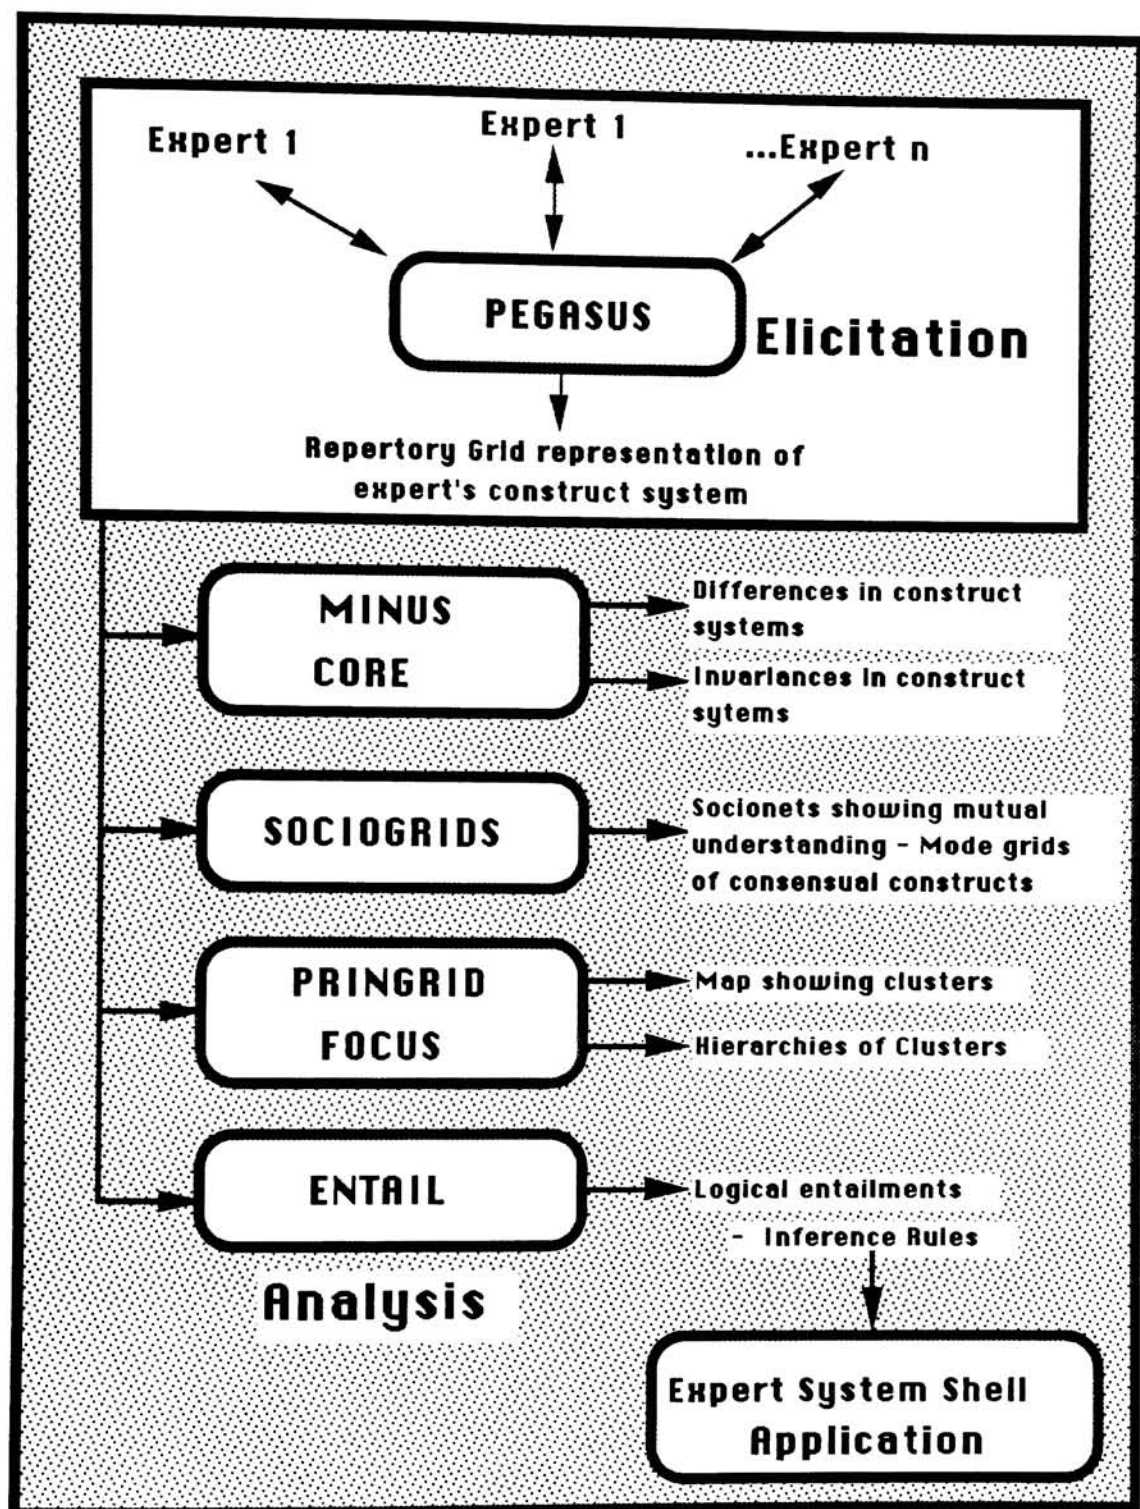 Expert 1
Expert 1
...Expert n
PEGASUS
Elicitation
Repertory Grid representation of
expert's construct system
MINUS
CORE
Differences in construct
systems
Invariances in construct
sytems
SOCIOGRIDS
Socionets showing mutual
understanding - Mode grids
of consensual constructs
PRINGRID
FOCUS
Map showing clusters
Hierarchies of Clusters
ENTAIL
Logical entailments
- Inference Rules
Analysis
Expert System Shell
Application